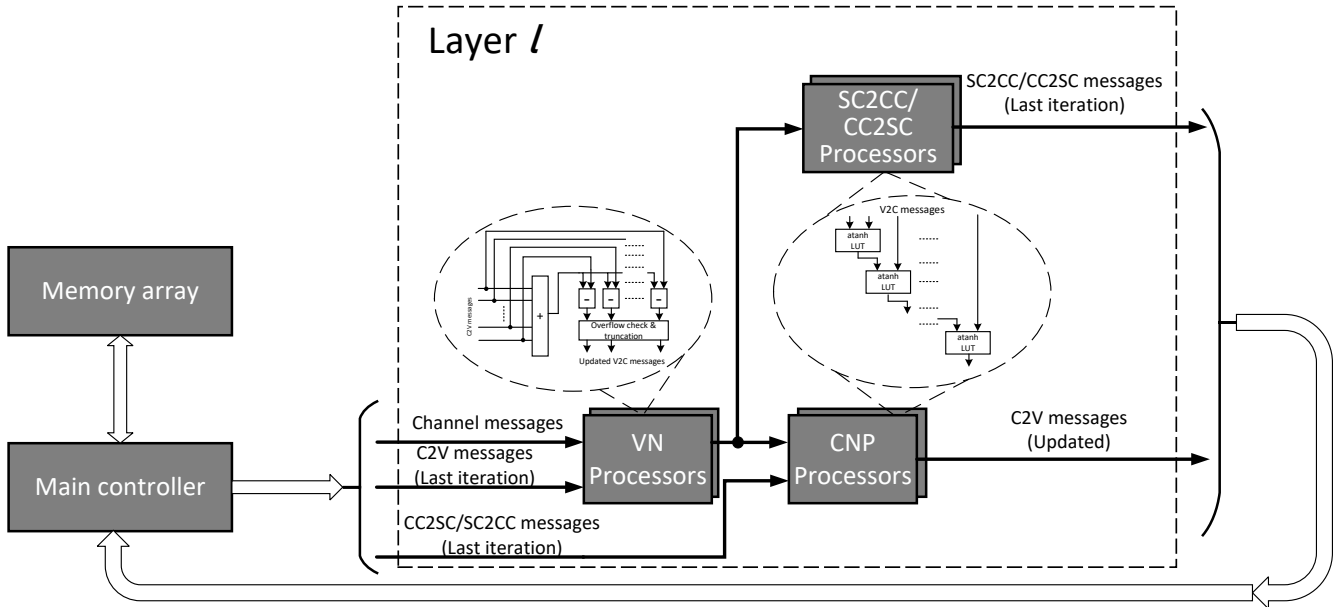 Layer l
SC2CC/
CC2SC
Processors
SC2CC/CC2SC messages
(Last iteration)
V2C messages
atanh
LUT
atanh
LUT
atanh
LUT
C2V messages
+
-
-
-
Overflow check &
truncation
Updated V2C messages
Memory array
Main controller
Channel messages
C2V messages
(Last iteration)
CC2SC/SC2CC messages
(Last iteration)
VN
Processors
CNP
Processors
C2V messages
(Updated)